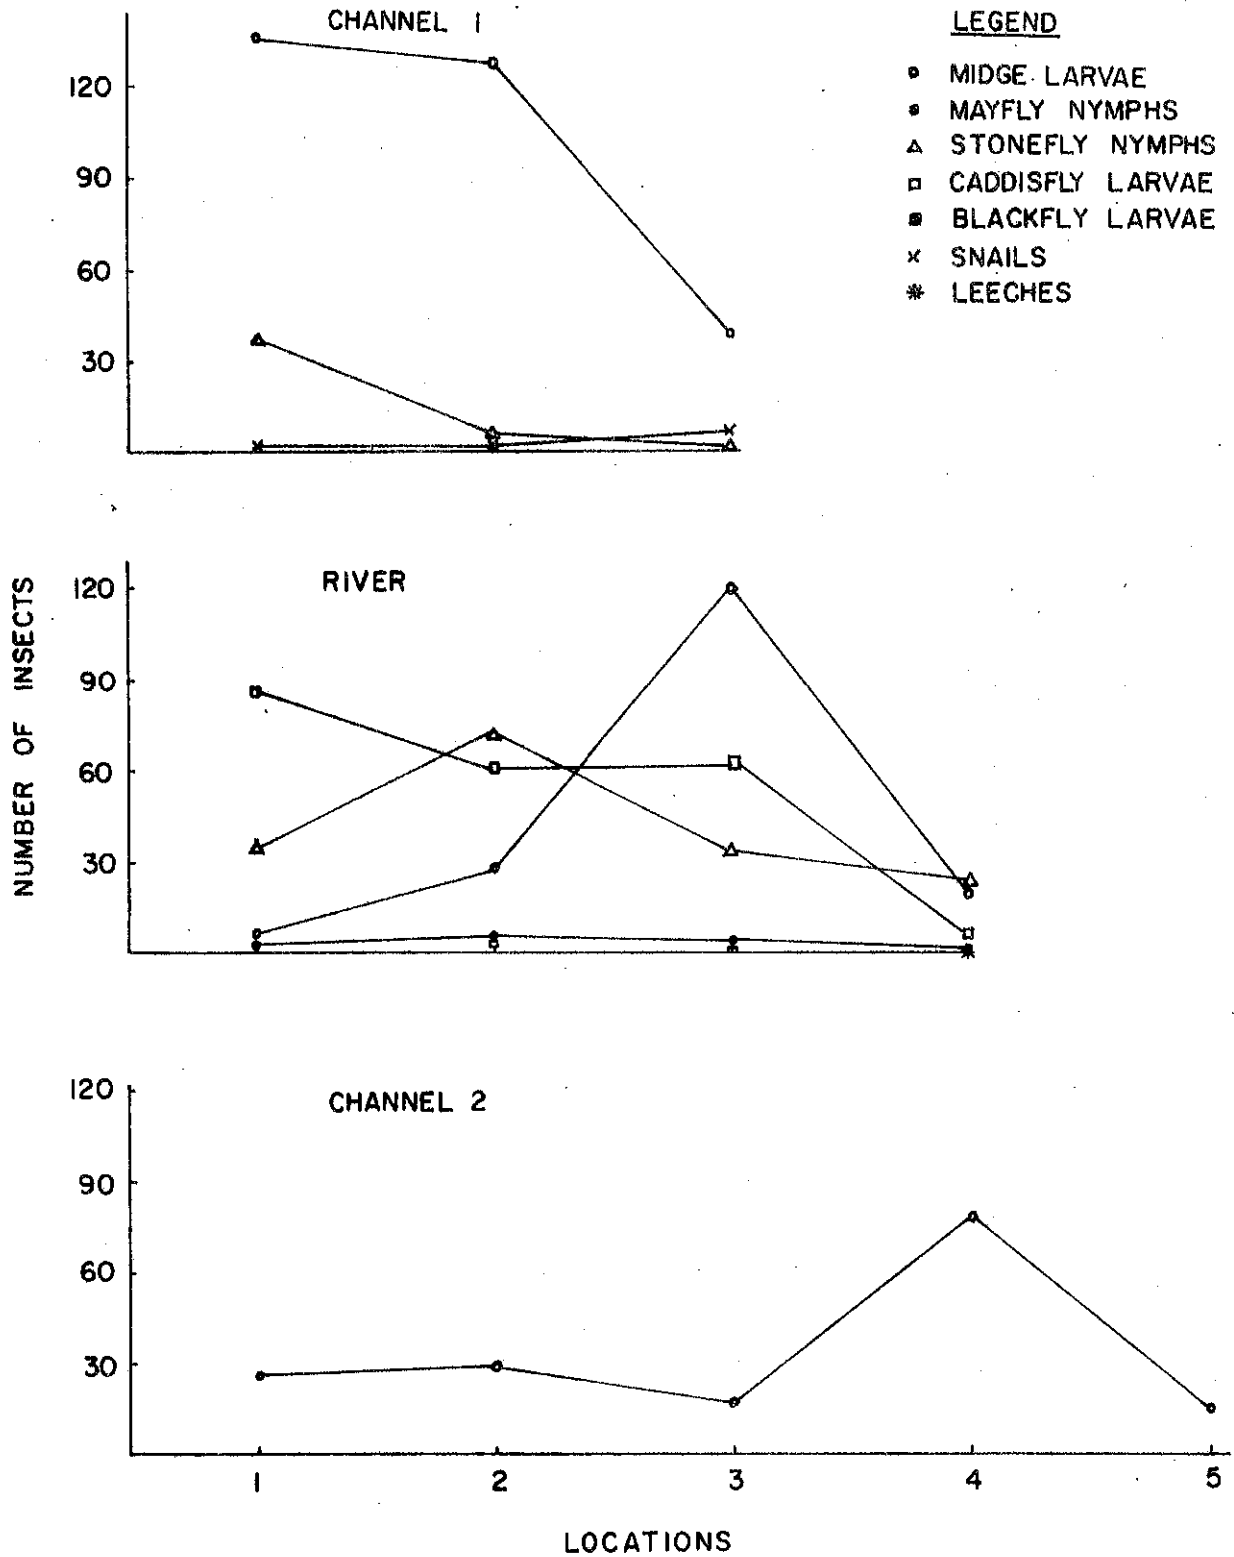 CHANNEL 1
120
90
60
30
LEGEND
MIDGE LARVAE
MAYFLY NYMPHS
STONEFLY NYMPHS
CADDISFLY LARVAE
BLACKFLY LARVAE
SNAILS
LEECHES
NUMBER OF INSECTS
RIVER
120
90
60
30
CHANNEL 2
120
90
60
30
1 2 3 4 5
LOCATIONS